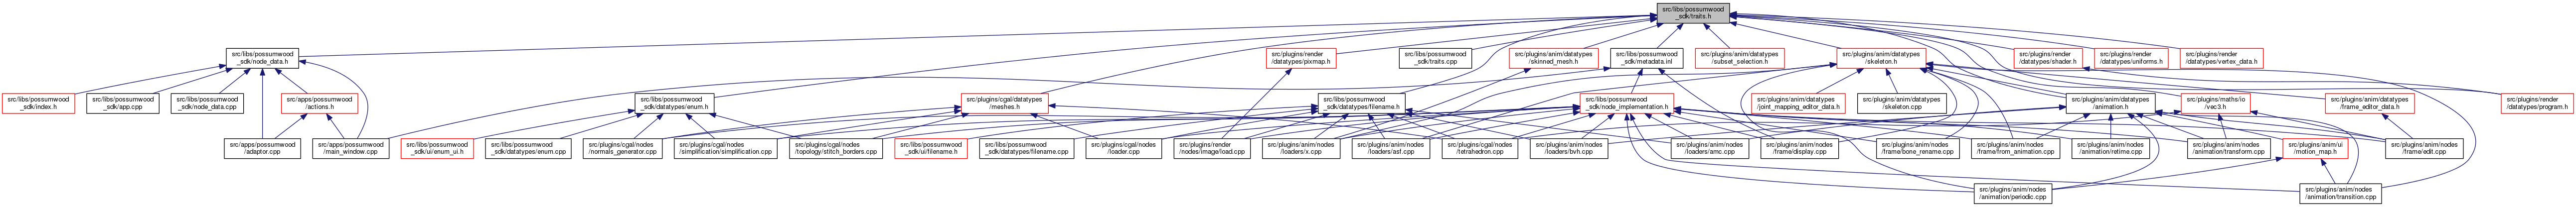 src/libs/possumwood
_sdk/traits.h
src/libs/possumwood
_sdk/node_data.h
src/plugins/render
/datatypes/pixmap.h
src/libs/possumwood
_sdk/traits.cpp
src/plugins/anim/datatypes
/skinned_mesh.h
src/libs/possumwood
_sdk/metadata.inl
src/plugins/anim/datatypes
/subset_selection.h
src/plugins/anim/datatypes
/skeleton.h
src/plugins/render
/datatypes/shader.h
src/plugins/render
/datatypes/uniforms.h
src/plugins/render
/datatypes/vertex_data.h
src/libs/possumwood
_sdk/index.h
src/libs/possumwood
_sdk/app.cpp
src/libs/possumwood
_sdk/node_data.cpp
src/apps/possumwood
/actions.h
src/libs/possumwood
_sdk/datatypes/enum.h
src/plugins/cgal/datatypes
/meshes.h
src/libs/possumwood
_sdk/datatypes/filename.h
src/libs/possumwood
_sdk/node_implementation.h
src/plugins/anim/datatypes
/joint_mapping_editor_data.h
src/plugins/anim/datatypes
/skeleton.cpp
src/plugins/anim/datatypes
/animation.h
src/plugins/maths/io
/vec3.h
src/plugins/anim/datatypes
/frame_editor_data.h
src/plugins/render
/datatypes/program.h
src/apps/possumwood
/adaptor.cpp
src/apps/possumwood
/main_window.cpp
src/libs/possumwood
_sdk/ui/enum_ui.h
src/libs/possumwood
_sdk/datatypes/enum.cpp
src/plugins/cgal/nodes
/normals_generator.cpp
src/plugins/cgal/nodes
/simplification/simplification.cpp
src/plugins/cgal/nodes
/topology/stitch_borders.cpp
src/libs/possumwood
_sdk/ui/filename.h
src/libs/possumwood
_sdk/datatypes/filename.cpp
src/plugins/cgal/nodes
/loader.cpp
src/plugins/render
/nodes/image/load.cpp
src/plugins/anim/nodes
/loaders/x.cpp
src/plugins/anim/nodes
/loaders/asf.cpp
src/plugins/cgal/nodes
/tetrahedron.cpp
src/plugins/anim/nodes
/loaders/bvh.cpp
src/plugins/anim/nodes
/loaders/amc.cpp
src/plugins/anim/nodes
/frame/display.cpp
src/plugins/anim/nodes
/frame/bone_rename.cpp
src/plugins/anim/nodes
/frame/from_animation.cpp
src/plugins/anim/nodes
/animation/retime.cpp
src/plugins/anim/nodes
/animation/transform.cpp
src/plugins/anim/ui
/motion_map.h
src/plugins/anim/nodes
/frame/edit.cpp
src/plugins/anim/nodes
/animation/periodic.cpp
src/plugins/anim/nodes
/animation/transition.cpp